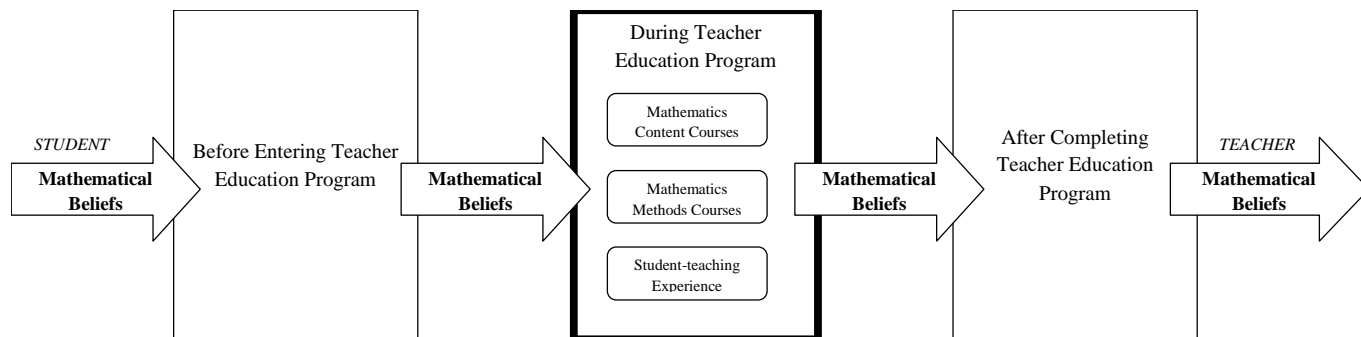 STUDENT
Mathematical
Beliefs
Before Entering Teacher
Education Program
Mathematical
Beliefs
During Teacher
Education Program
Mathematics
Content Courses
Mathematics
Methods Courses
Student-teaching
Experience
Mathematical
Beliefs
After Completing
Teacher Education
Program
TEACHER
Mathematical
Beliefs